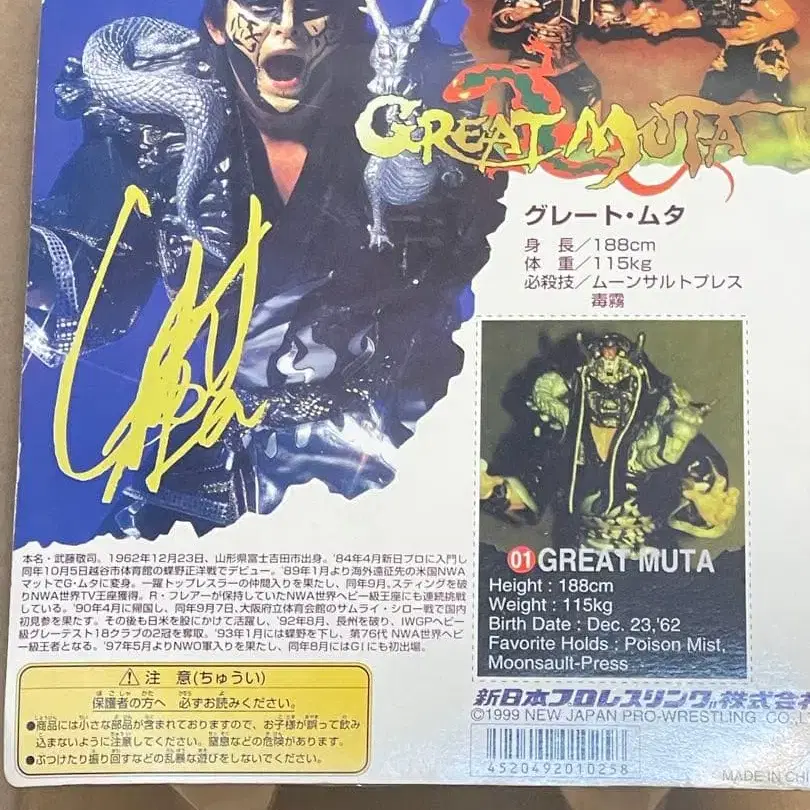 GREAT MUTA
グレート・ムタ
身 長／188cm
体 重／115kg
必殺技／ムーンサルトプレス
毒霧
01 GREAT MUTA
Height : 188cm
Weight : 115kg
Birth Date : Dec. 23,'62
Favorite Holds : Poison Mist,
Moonsault-Press
本名・武藤敬司。1962年12月23日、山形県富士吉田市出身。'84年4月新日プロに入門し
同年10月5日越谷市体育館の蝶野正洋戦でデビュー。'89年1月より海外遠征先の米国NWA
マットでG・ムタに変身。一躍トップレスラーの仲間入りを果たし、同年9月、スティングを破
りNWA世界TV王座獲得。R・フレアーが保持していたNWA世界ヘビー級王座にも連続挑戦
している。'90年4月に帰国し、同年9月7日、大阪府立体育会館のサムライ・シロー戦で国内
初見参を果たす。その後も日米を股にかけて活躍し、'92年8月、長州を破り、IWGPヘビー
級グレーテスト18クラブの2冠を奪取。'93年1月には蝶野を下し、第76代 NWA世界ヘビ
ー級王者となる。'97年5月よりNWO軍入りを果たし、同年8月にはG1にも初出場。
注 意(ちゅうい)
保護者の方へ 必ずお読みください。
●商品には小さな部品が含まれておりますので、お子様が誤って飲み
込まないように注意してください。窒息などの危険があります。
●ぶつけたり振り回すなどの乱暴な遊びをしないでください。
新日本プロレスリング株式会
©1999 NEW JAPAN PRO-WRESTLING.CO.,
4520492010258
MADE IN CHI